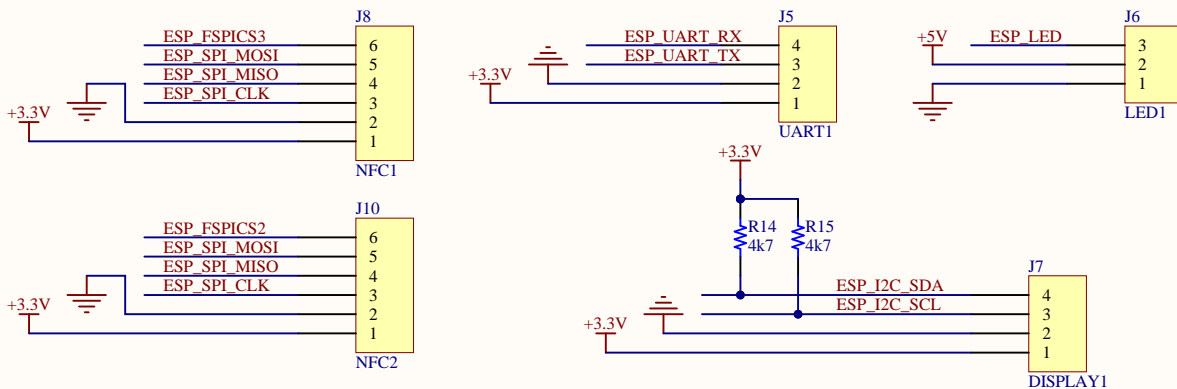 J8
ESP_FSPICS3
6
ESP_SPI_MOSI
5
ESP_SPI_MISO
4
ESP_SPI_CLK
3
+3.3V
2
1
NFC1
J5
ESP_UART_RX
4
ESP_UART_TX
3
+3.3V
2
1
UART1
J6
+5V
ESP_LED
3
2
1
LED1
J10
ESP_FSPICS2
6
ESP_SPI_MOSI
5
ESP_SPI_MISO
4
ESP_SPI_CLK
3
+3.3V
2
1
NFC2
+3.3V
R14
4k7
R15
4k7
J7
ESP_I2C_SDA
4
ESP_I2C_SCL
3
+3.3V
2
1
DISPLAY1